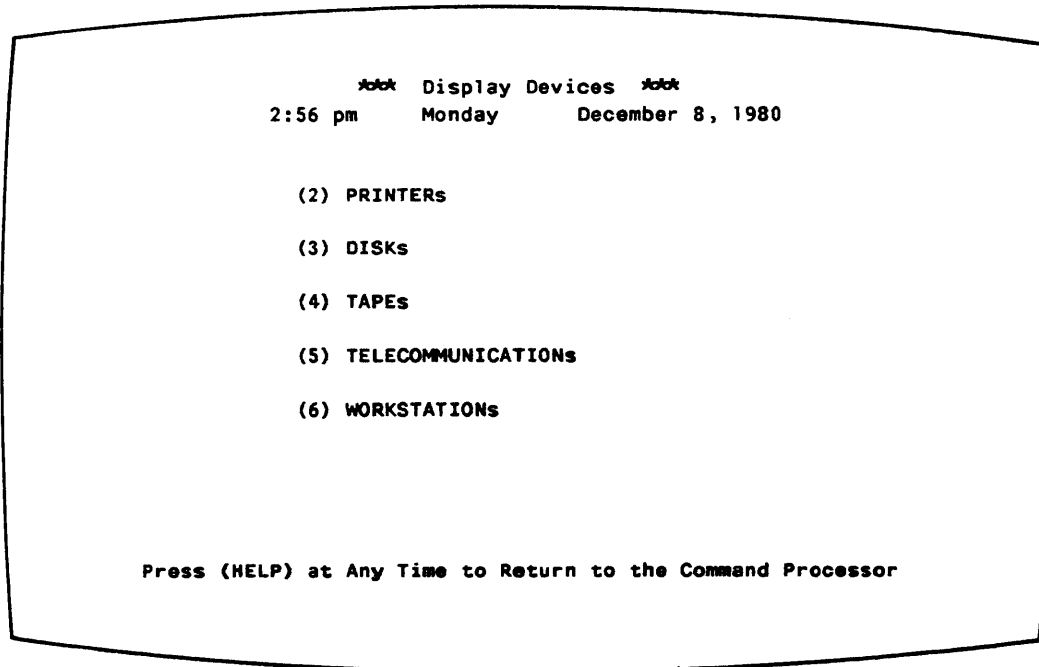 *** Display Devices ***
2:56 pm Monday December 8, 1980
(2) PRINTERs
(3) DISKs
(4) TAPEs
(5) TELECOMMUNICATIONs
(6) WORKSTATIONs
Press (HELP) at Any Time to Return to the Command Processor